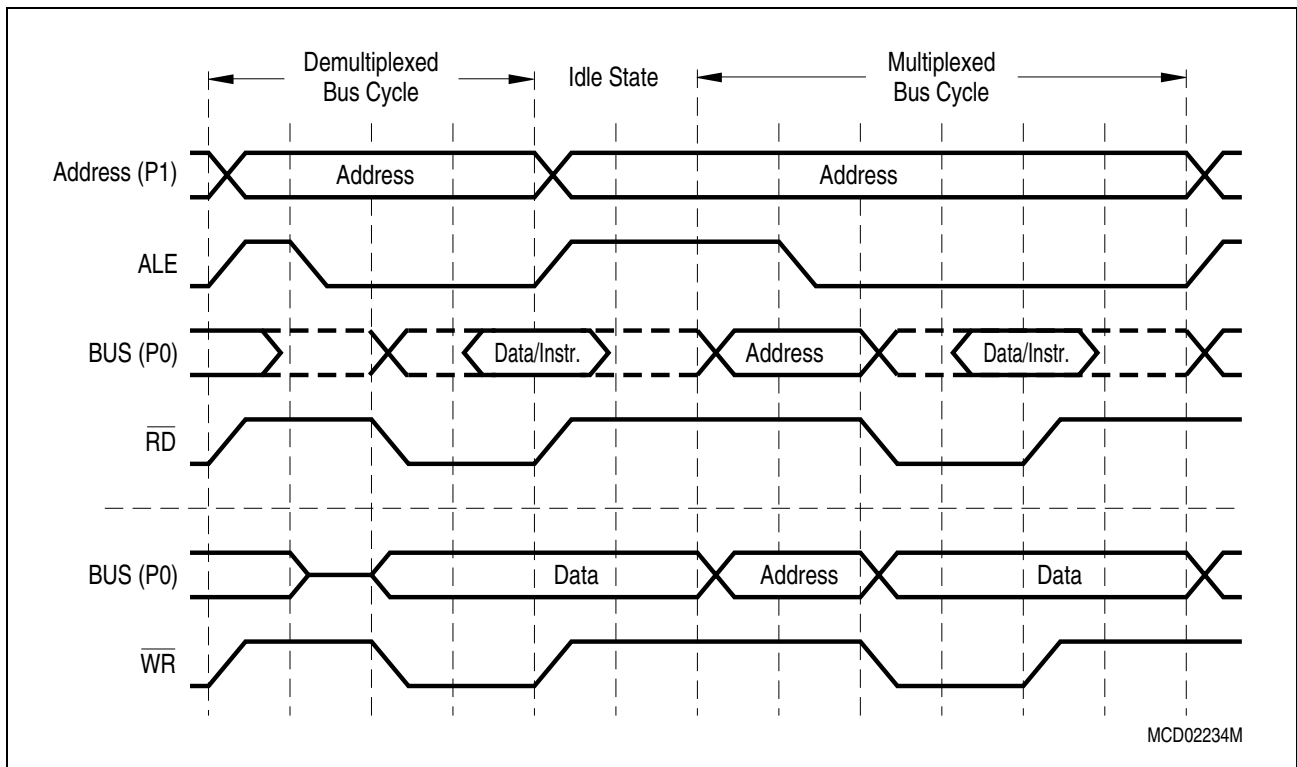 Demultiplexed
Bus Cycle
Idle State
Multiplexed
Bus Cycle
Address (P1)
Address
Address
ALE
BUS (P0)
Data/Instr.
Address
Data/Instr.
RD
BUS (P0)
Data
Address
Data
WR
MCD02234M